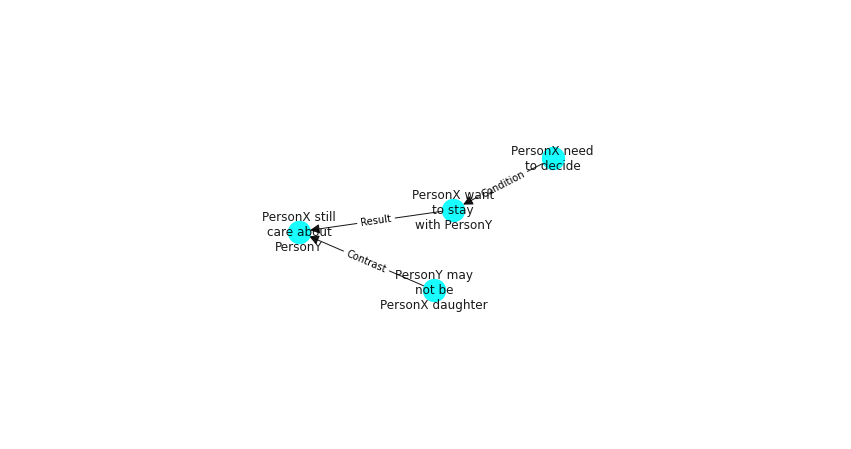 PersonX need
to decide
Condition
PersonX want
to stay
with PersonY
Result
PersonX still
care about
PersonY
Contrast
PersonY may
not be
PersonX daughter